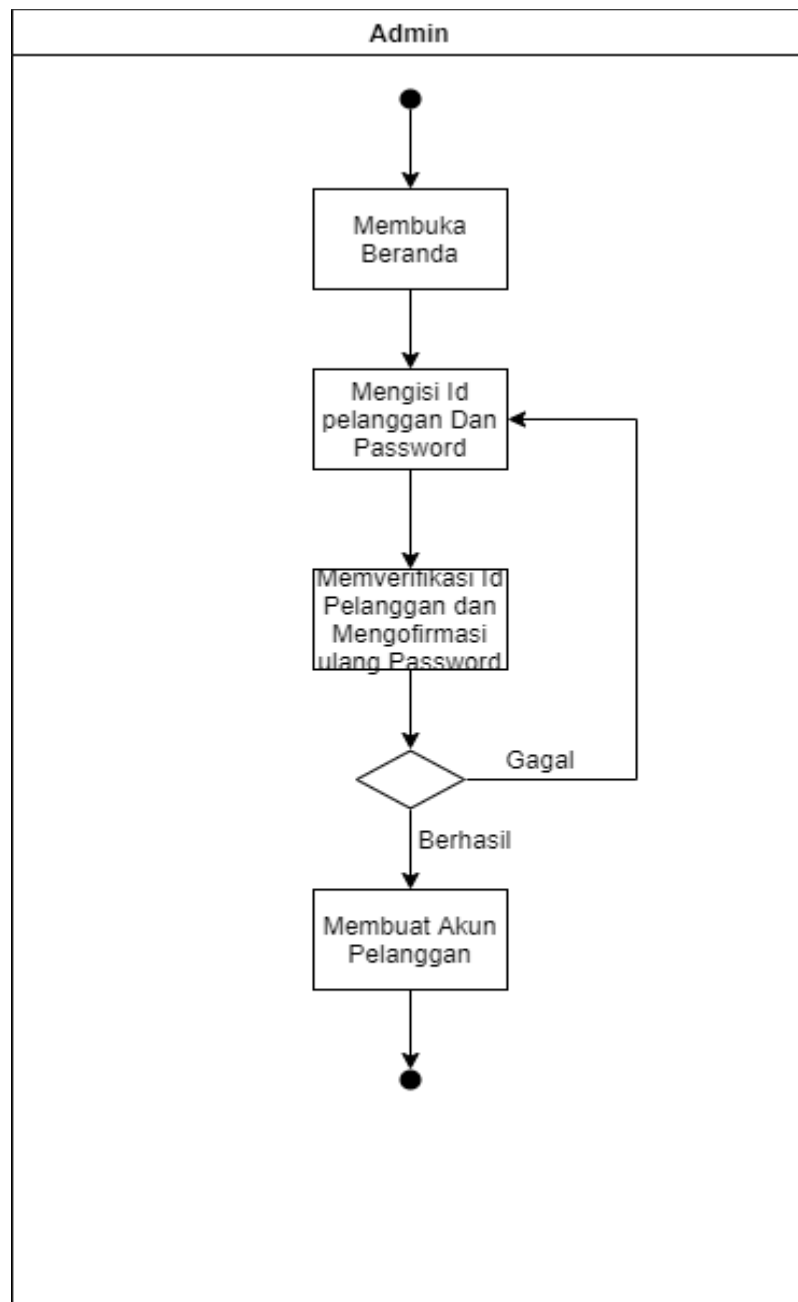 Admin
Membuka
Beranda
Mengisi Id
pelanggan Dan
Password
Memverifikasi Id
Pelanggan dan
Mengofirmasi
ulang Password
Gagal
Berhasil
Membuat Akun
Pelanggan